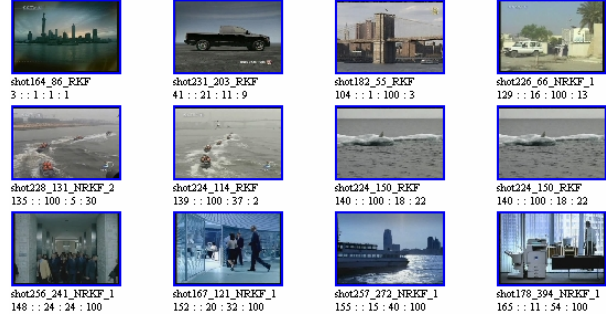 shot164_86_RKF
3 : : 1 : 1 : 1
shot231_203_RKF
41 : : 21 : 11 : 9
shot182_55_RKF
104 : : 1 : 100 : 3
shot226_66_NRKF_1
129 : : 16 : 100 : 13
shot228_131_NRKF_2
135 : : 100 : 5 : 30
shot224_114_RKF
139 : : 100 : 37 : 2
shot224_150_RKF
140 : : 100 : 18 : 22
shot224_150_RKF
140 : : 100 : 18 : 22
shot256_241_NRKF_1
148 : : 24 : 24 : 100
shot167_121_NRKF_1
152 : : 20 : 32 : 100
shot257_272_NRKF_1
155 : : 15 : 40 : 100
shot178_394_NRKF_1
165 : : 11 : 54 : 100